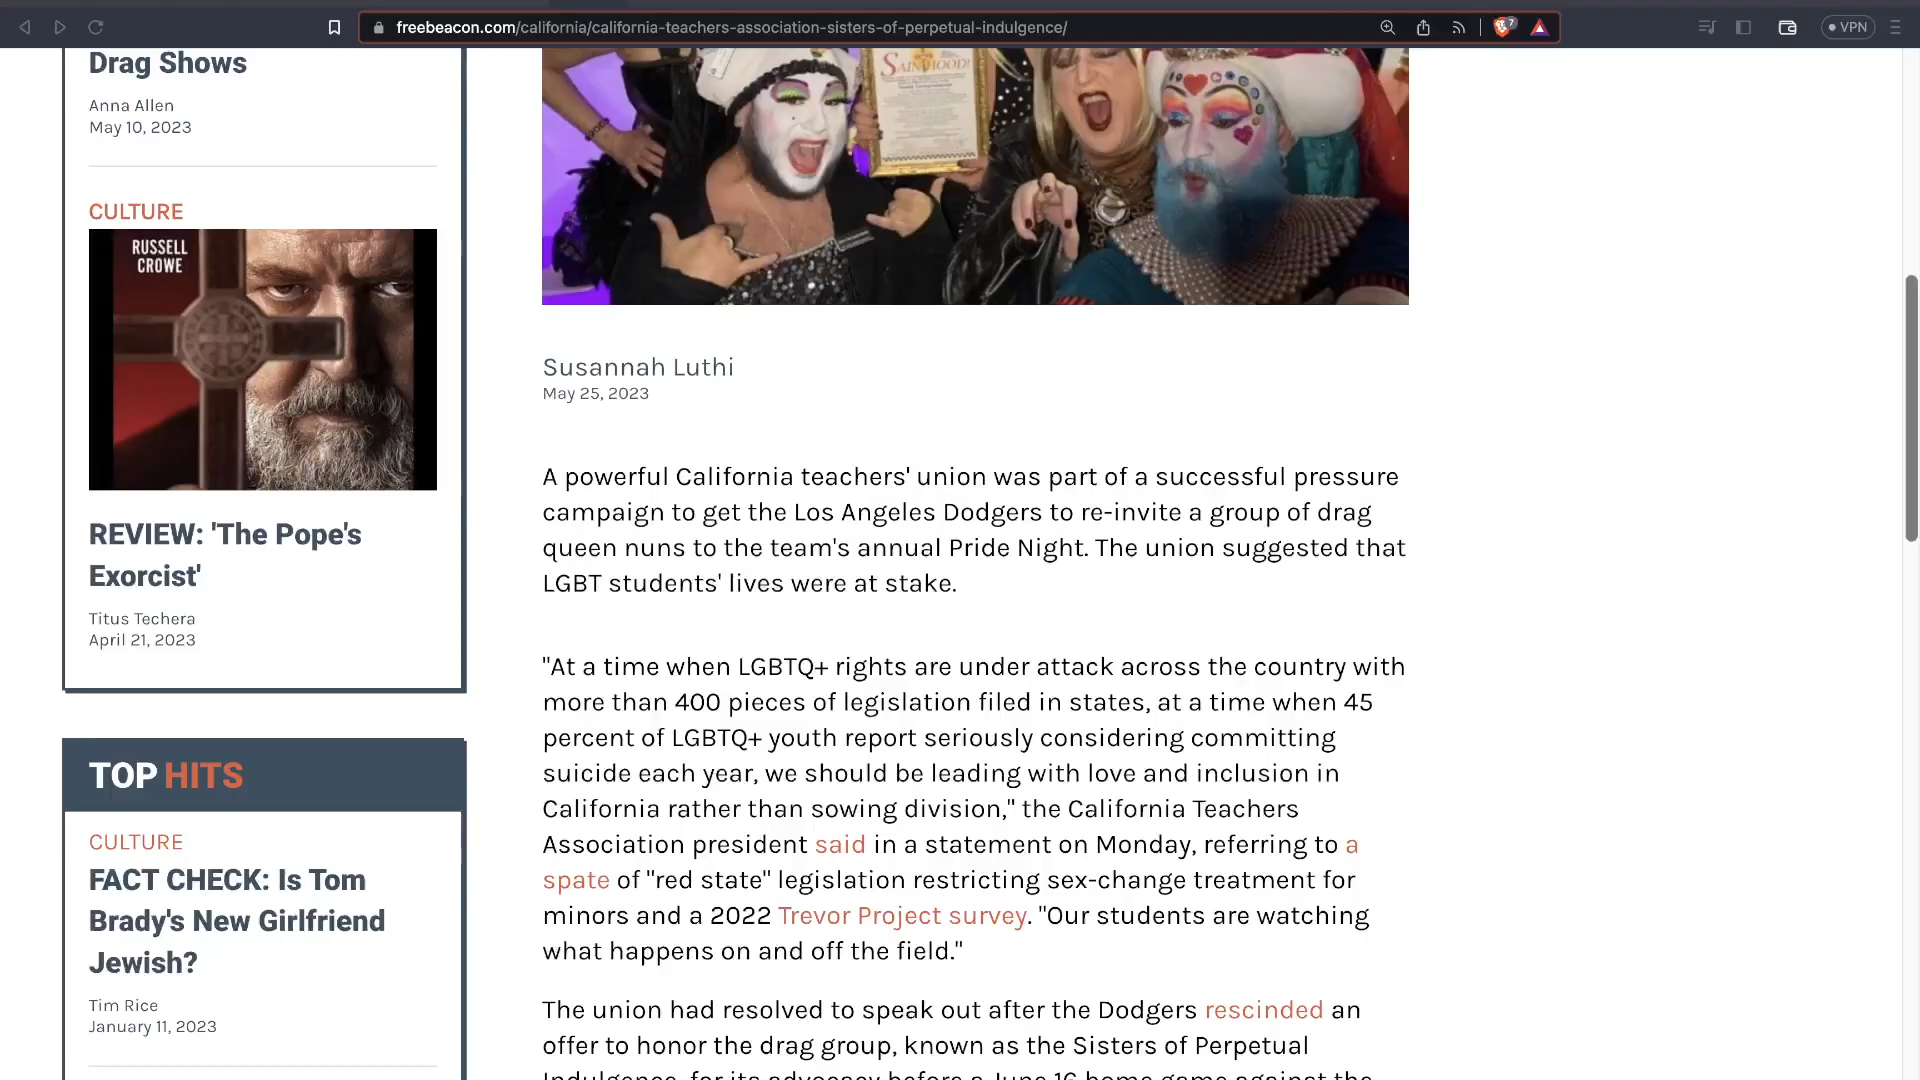 freebeacon.com/california/california-teachers-association-sisters-of-perpetual-indulgence/
7
VPN
Drag Shows
Anna Allen
May 10, 2023
CULTURE
RUSSELL
CROWE
REVIEW: 'The Pope's
Exorcist'
Titus Techera
April 21, 2023
TOP HITS
CULTURE
FACT CHECK: Is Tom
Brady's New Girlfriend
Jewish?
Tim Rice
January 11, 2023
SAINTHOOD!
Susannah Luthi
May 25, 2023
A powerful California teachers' union was part of a successful pressure
campaign to get the Los Angeles Dodgers to re-invite a group of drag
queen nuns to the team's annual Pride Night. The union suggested that
LGBT students' lives were at stake.
"At a time when LGBTQ+ rights are under attack across the country with
more than 400 pieces of legislation filed in states, at a time when 45
percent of LGBTQ+ youth report seriously considering committing
suicide each year, we should be leading with love and inclusion in
California rather than sowing division," the California Teachers
Association president said in a statement on Monday, referring to a
spate of "red state" legislation restricting sex-change treatment for
minors and a 2022 Trevor Project survey. "Our students are watching
what happens on and off the field."
The union had resolved to speak out after the Dodgers rescinded an
offer to honor the drag group, known as the Sisters of Perpetual
Indulgence, for its advocacy before a June 16 home game against the